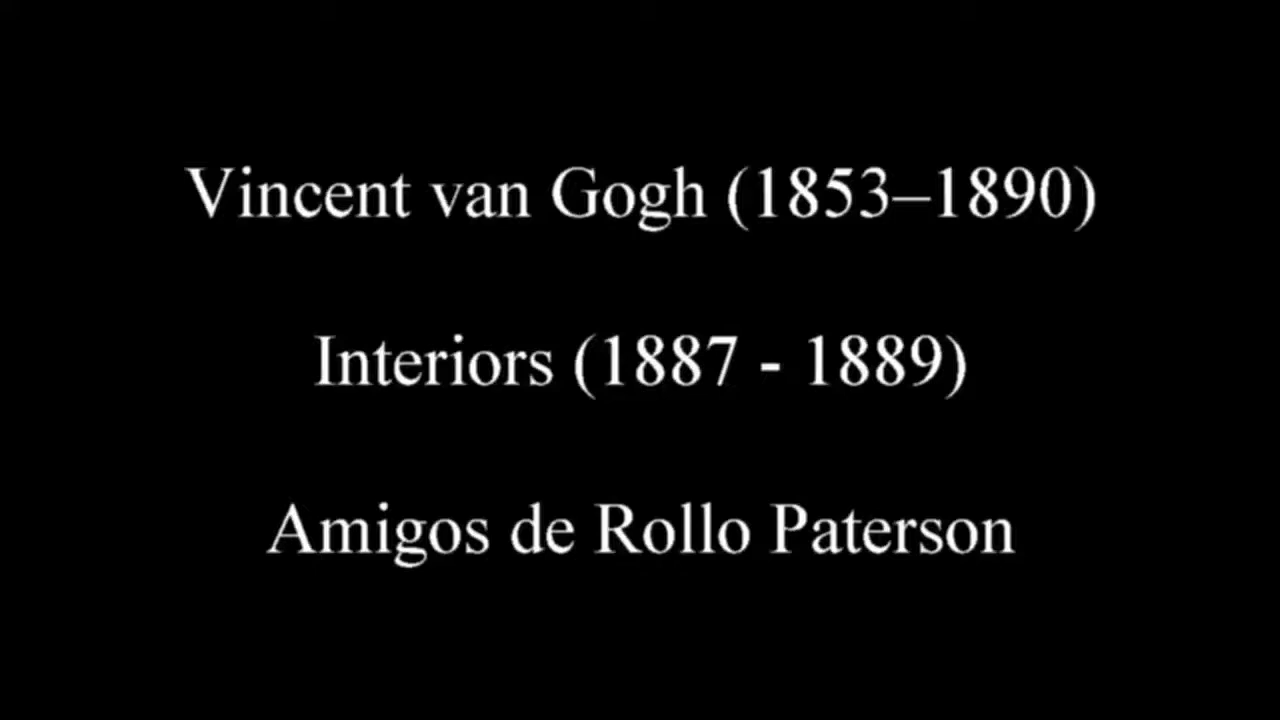 Vincent van Gogh (1853–1890)
Interiors (1887 - 1889)
Amigos de Rollo Paterson